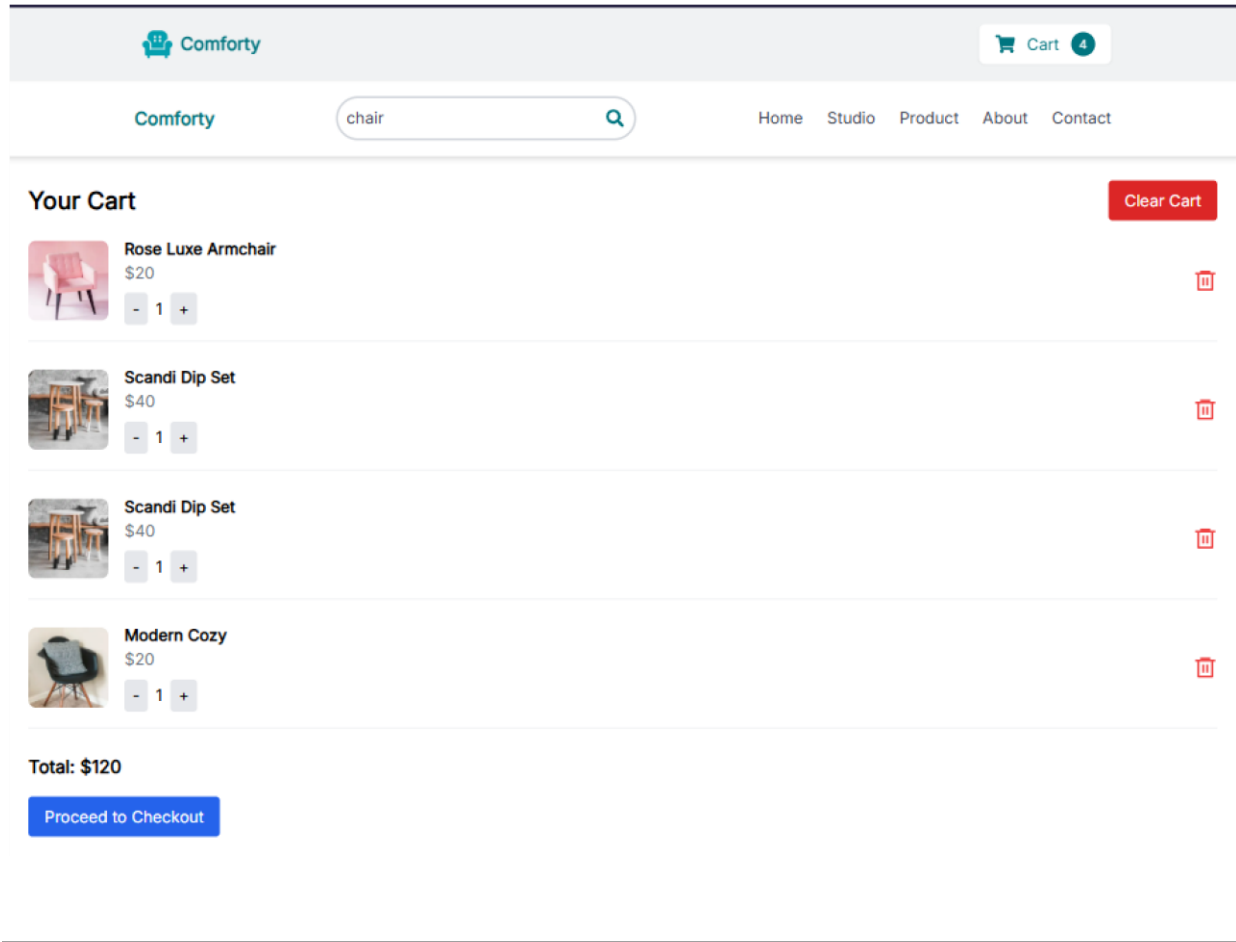 Comforty
Cart 4
Comforty
chair
Home Studio Product About Contact
Your Cart
Clear Cart
Rose Luxe Armchair
$20
- 1 +
Scandi Dip Set
$40
- 1 +
Scandi Dip Set
$40
- 1 +
Modern Cozy
$20
- 1 +
Total: $120
Proceed to Checkout